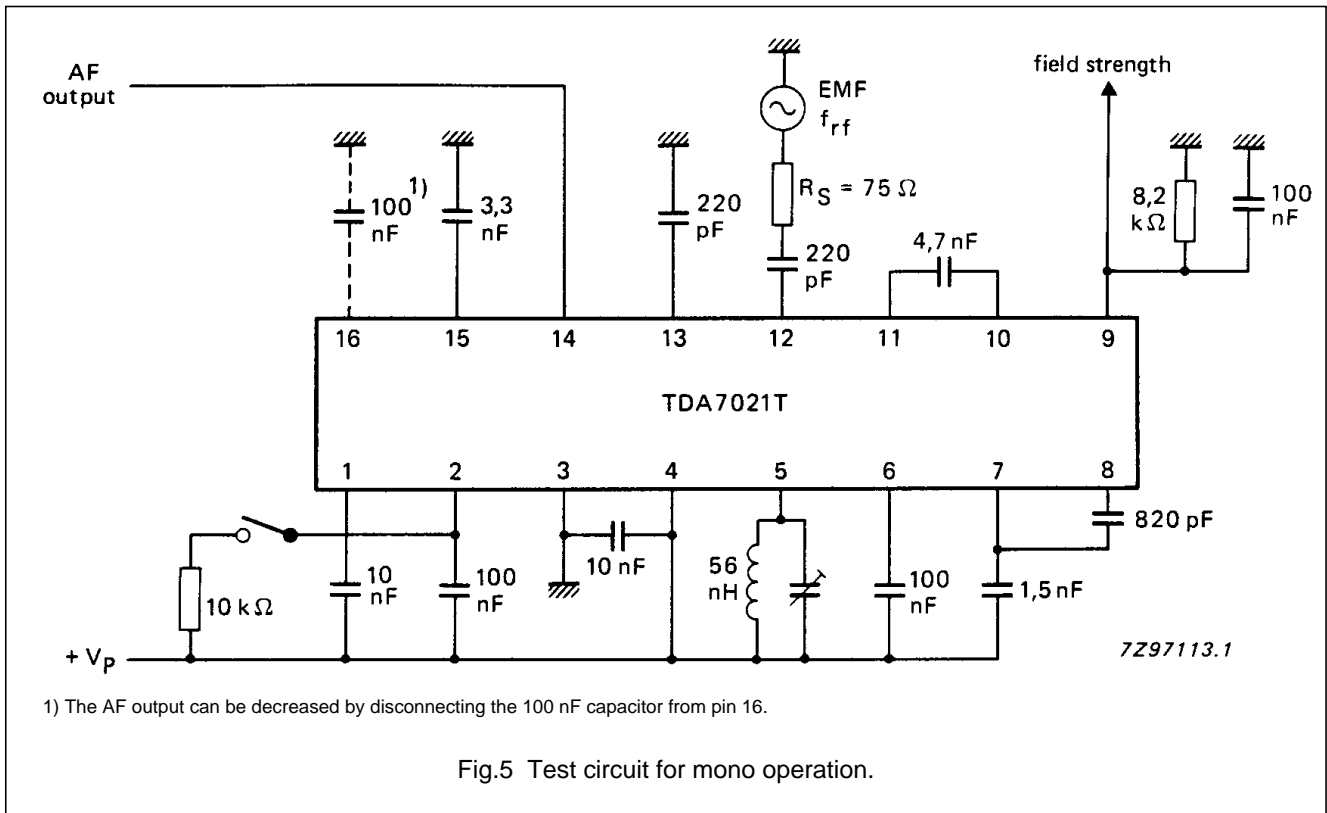 AF
output
field strength
EMF
f_rf
R_S = 75 Ω
100 1)
nF
3,3
nF
220
pF
220
pF
4,7 nF
8,2
kΩ
100
nF
16 15 14 13 12 11 10 9
TDA7021T
1 2 3 4 5 6 7 8
10 kΩ
10
nF
100
nF
10 nF
56
nH
100
nF
1,5 nF
820 pF
+ V_P
7Z97113.1
1) The AF output can be decreased by disconnecting the 100 nF capacitor from pin 16.
Fig.5 Test circuit for mono operation.